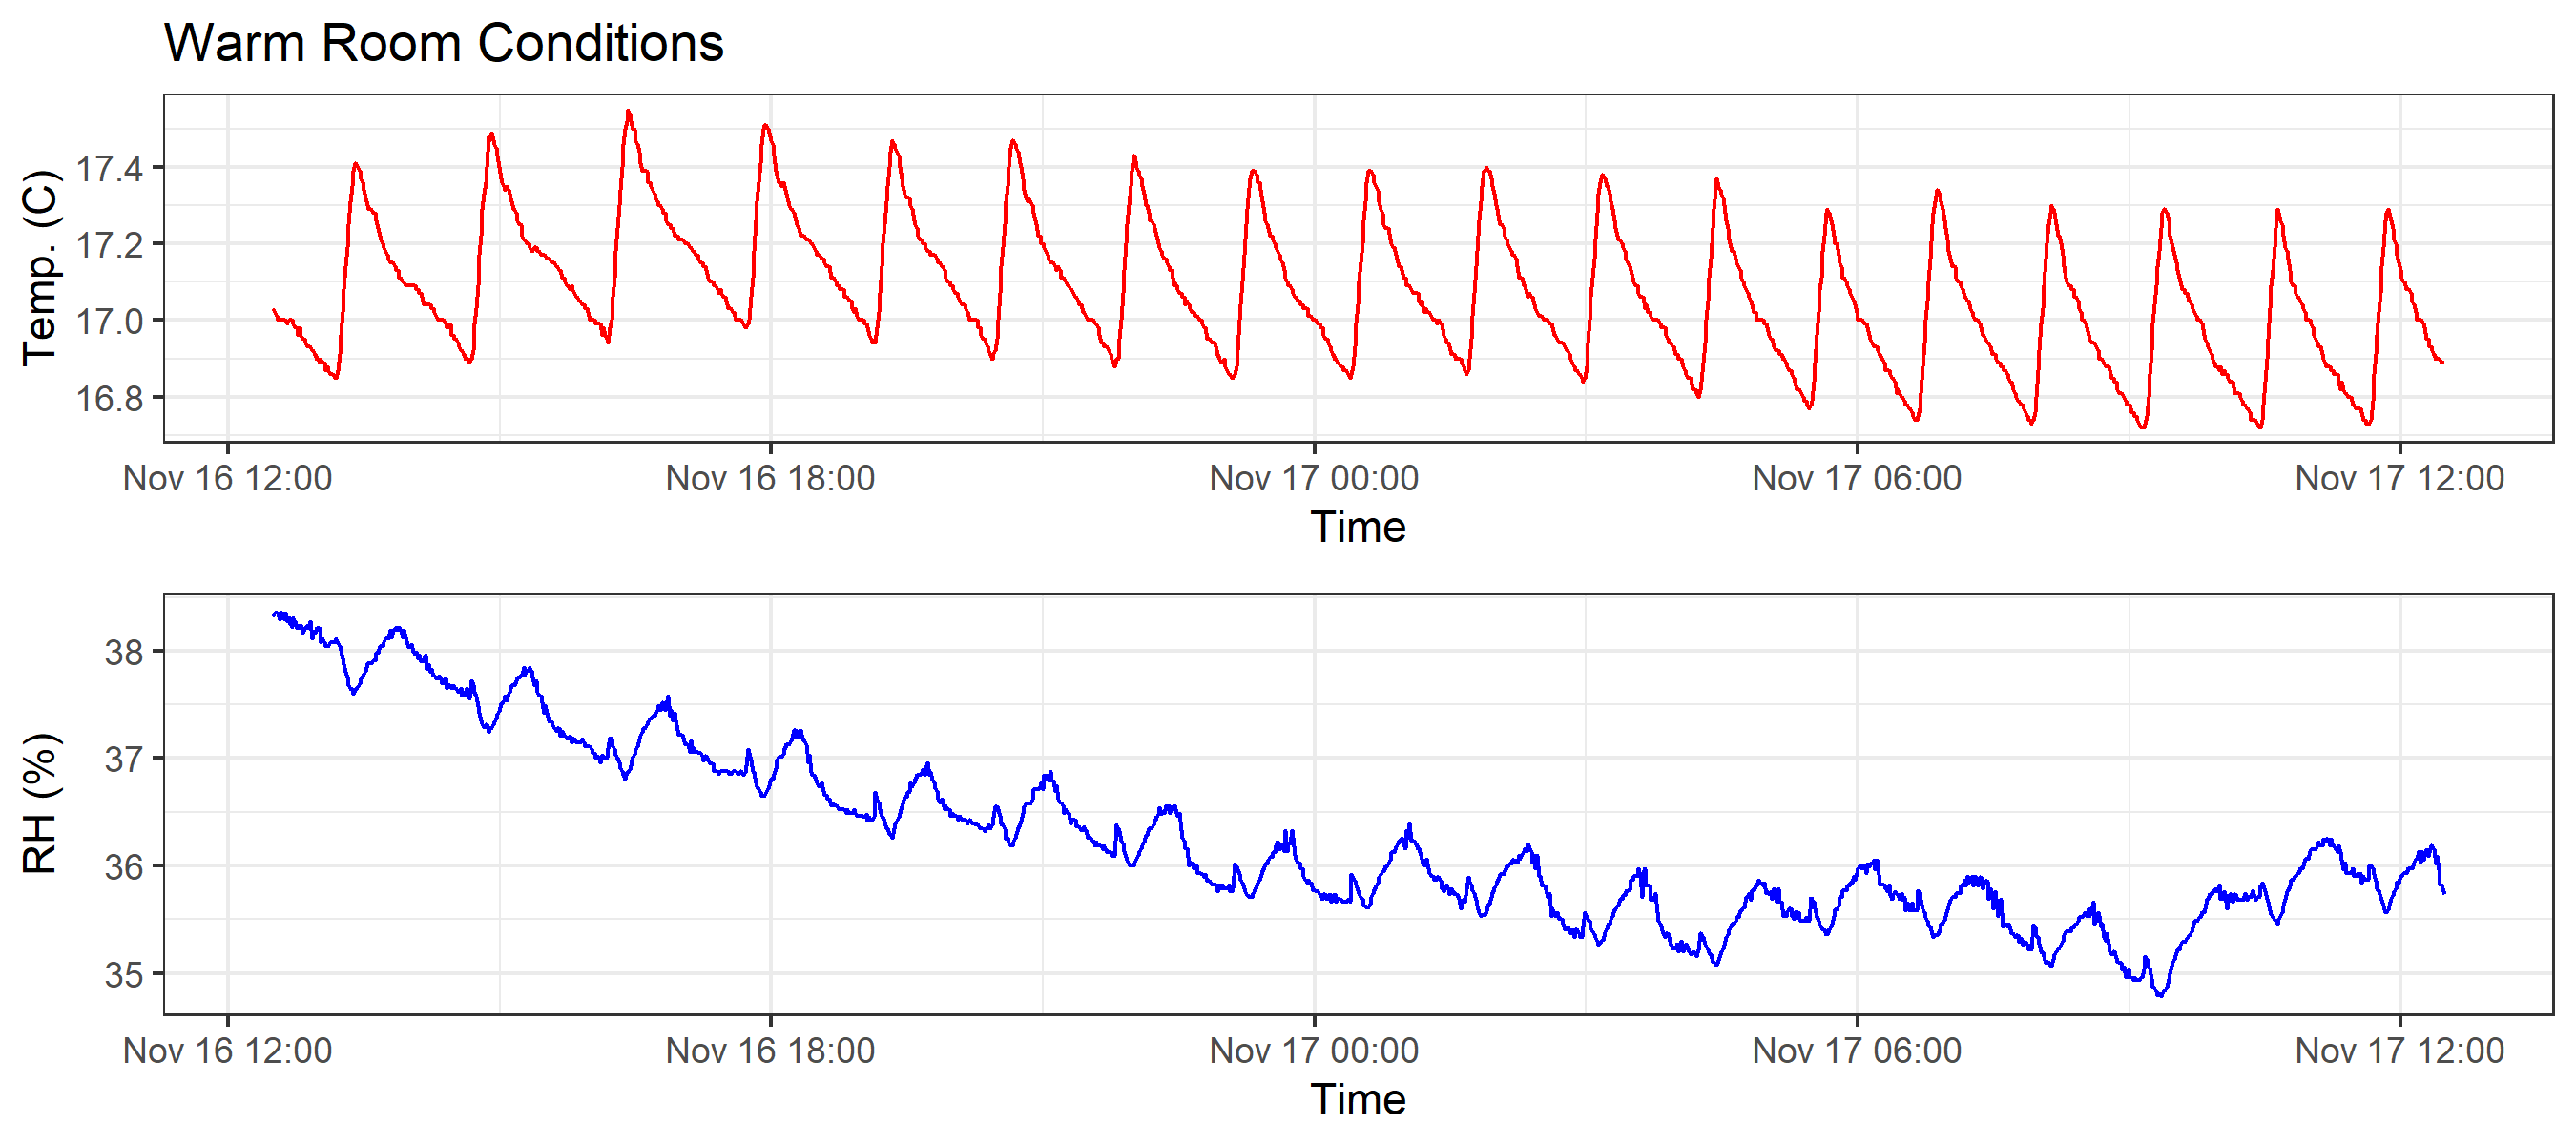 Warm Room Conditions
Temp. (C)
17.4
17.2
17.0
16.8
Nov 16 12:00 Nov 16 18:00 Nov 17 00:00 Nov 17 06:00 Nov 17 12:00
Time
RH (%)
38
37
36
35
Nov 16 12:00 Nov 16 18:00 Nov 17 00:00 Nov 17 06:00 Nov 17 12:00
Time